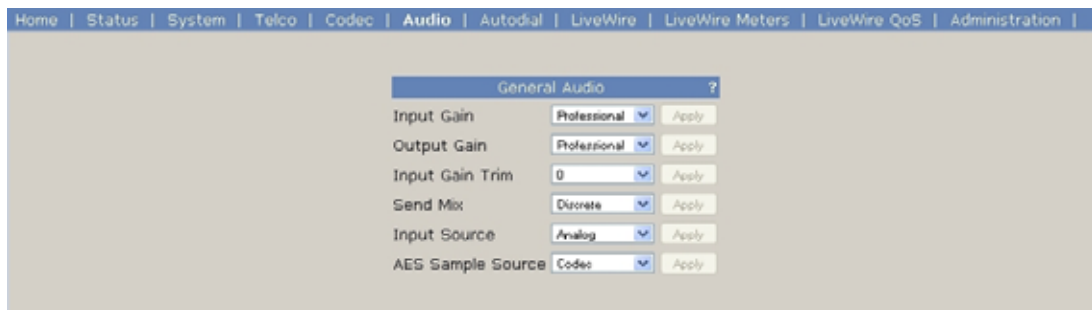 Home | Status | System | Telco | Codec | Audio | Autodial | LiveWire | LiveWire Meters | LiveWire QoS | Administration |
General Audio ?
Input Gain Professional Apply
Output Gain Professional Apply
Input Gain Trim 0 Apply
Send Mix Discrete Apply
Input Source Analog Apply
AES Sample Source Codec Apply